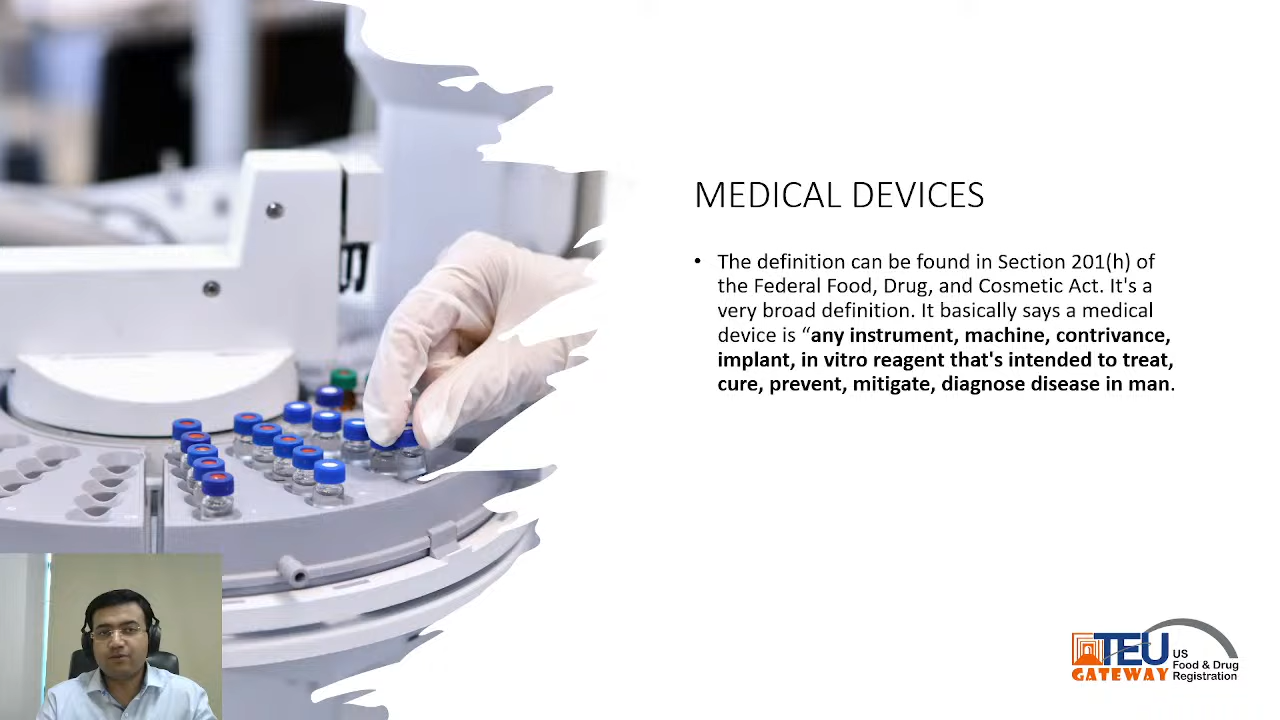 MEDICAL DEVICES
• The definition can be found in Section 201(h) of
the Federal Food, Drug, and Cosmetic Act. It's a
very broad definition. It basically says a medical
device is “any instrument, machine, contrivance,
implant, in vitro reagent that's intended to treat,
cure, prevent, mitigate, diagnose disease in man.
TEU
GATEWAY
US
Food & Drug
Registration